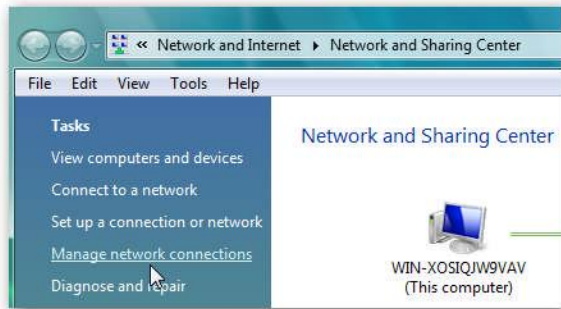 « Network and Internet ▸ Network and Sharing Center
File Edit View Tools Help
Tasks
View computers and devices
Connect to a network
Set up a connection or network
Manage network connections
Diagnose and repair
Network and Sharing Center
WIN-XOSIQJW9VAV
(This computer)